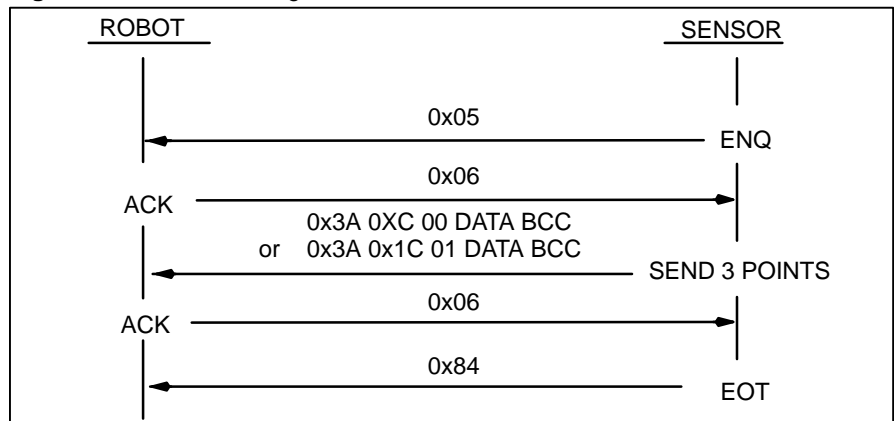 ROBOT SENSOR
0x05
ENQ
0x06
ACK
0x3A 0XC 00 DATA BCC
or 0x3A 0x1C 01 DATA BCC
SEND 3 POINTS
0x06
ACK
0x84
EOT